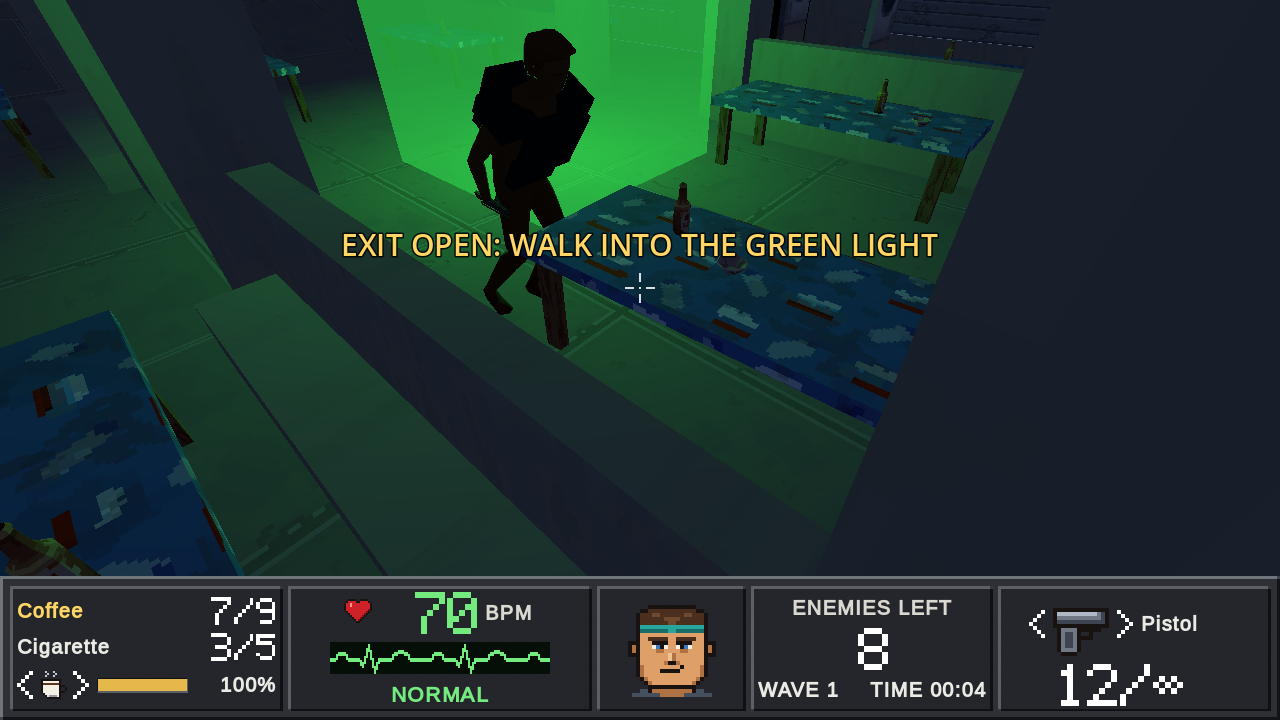 EXIT OPEN: WALK INTO THE GREEN LIGHT
Coffee 7/9
Cigarette 3/5
100%
70 BPM
NORMAL
ENEMIES LEFT
8
WAVE 1 TIME 00:04
Pistol
12/∞